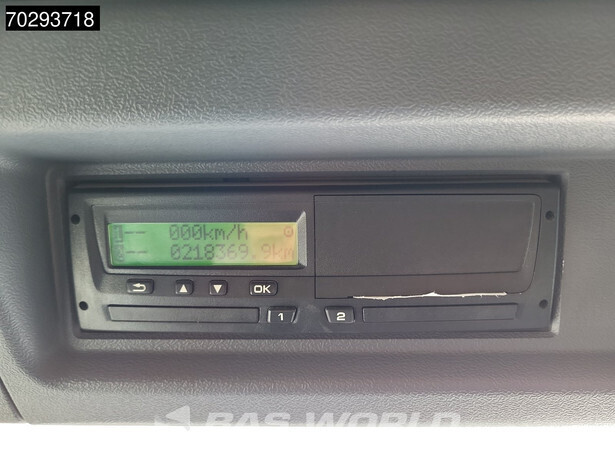 70293718
-- 000km/h
-- 0218369.9km
OK
1
2
BAS WORLD